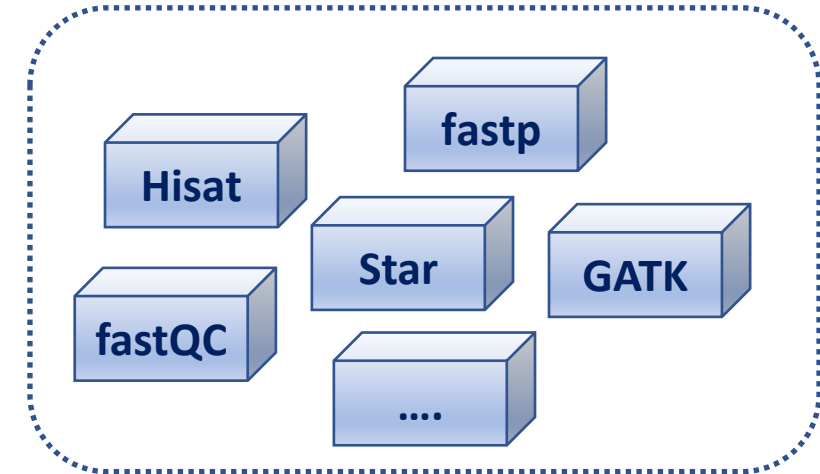 fastp
Hisat
Star
GATK
fastQC
....